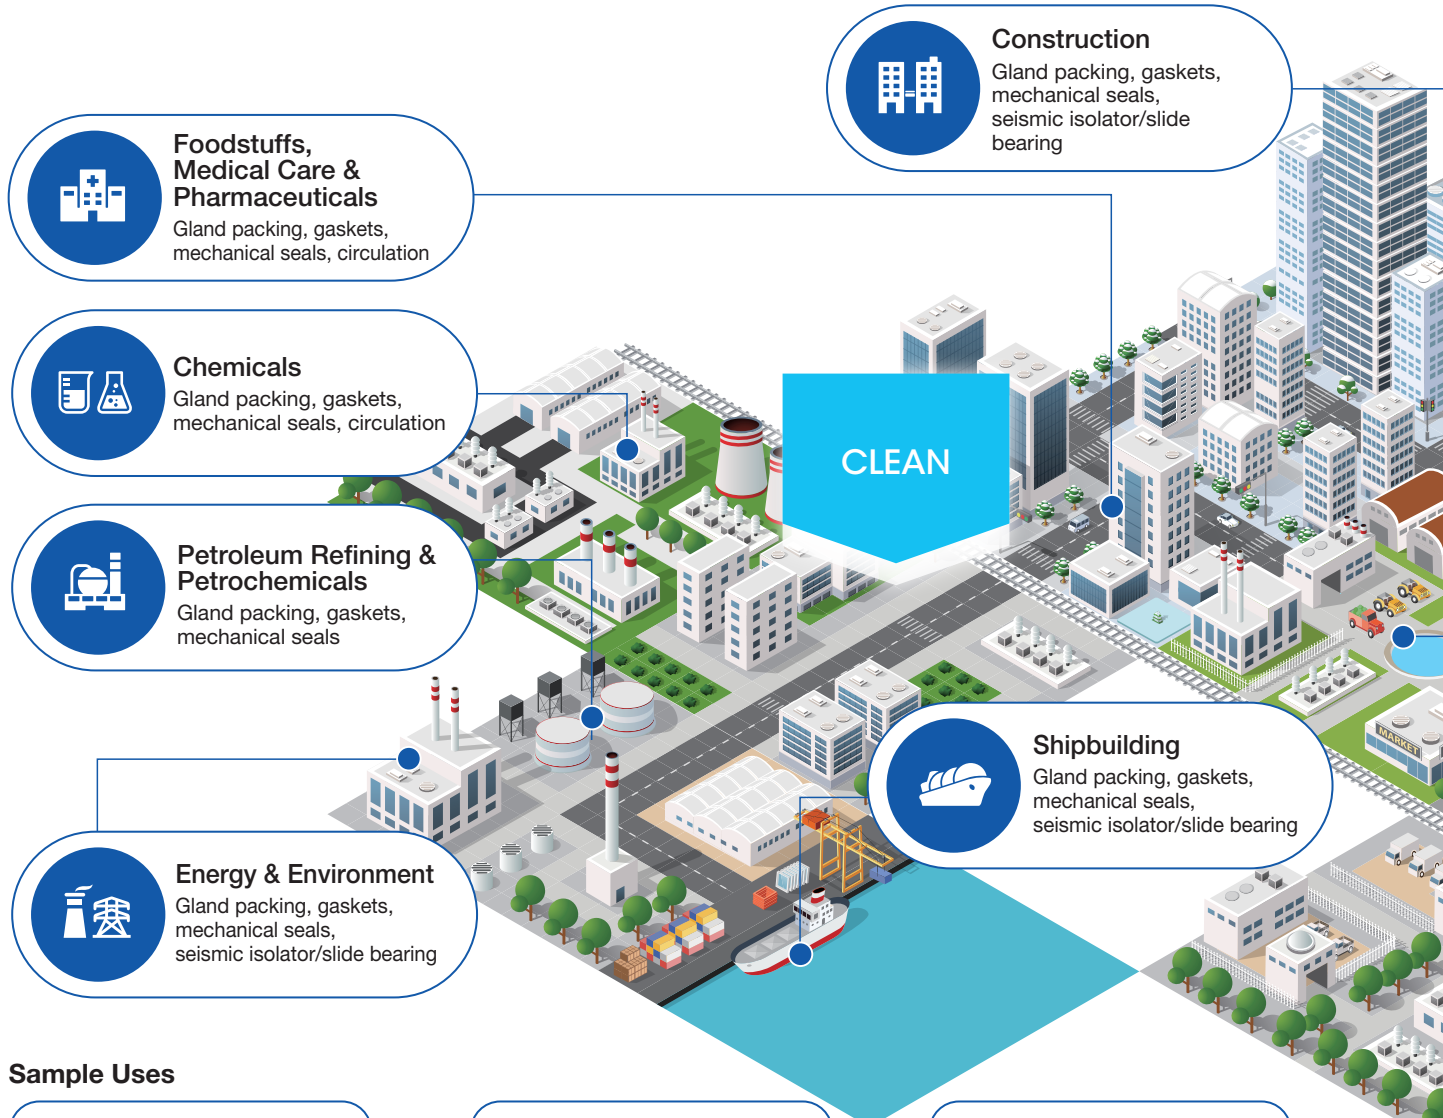 Construction
Gland packing, gaskets,
mechanical seals,
seismic isolator/slide
bearing
Foodstuffs,
Medical Care &
Pharmaceuticals
Gland packing, gaskets,
mechanical seals, circulation
Chemicals
Gland packing, gaskets,
mechanical seals, circulation
CLEAN
Petroleum Refining &
Petrochemicals
Gland packing, gaskets,
mechanical seals
Shipbuilding
Gland packing, gaskets,
mechanical seals,
seismic isolator/slide bearing
MARKET
Energy & Environment
Gland packing, gaskets,
mechanical seals,
seismic isolator/slide bearing
Sample Uses